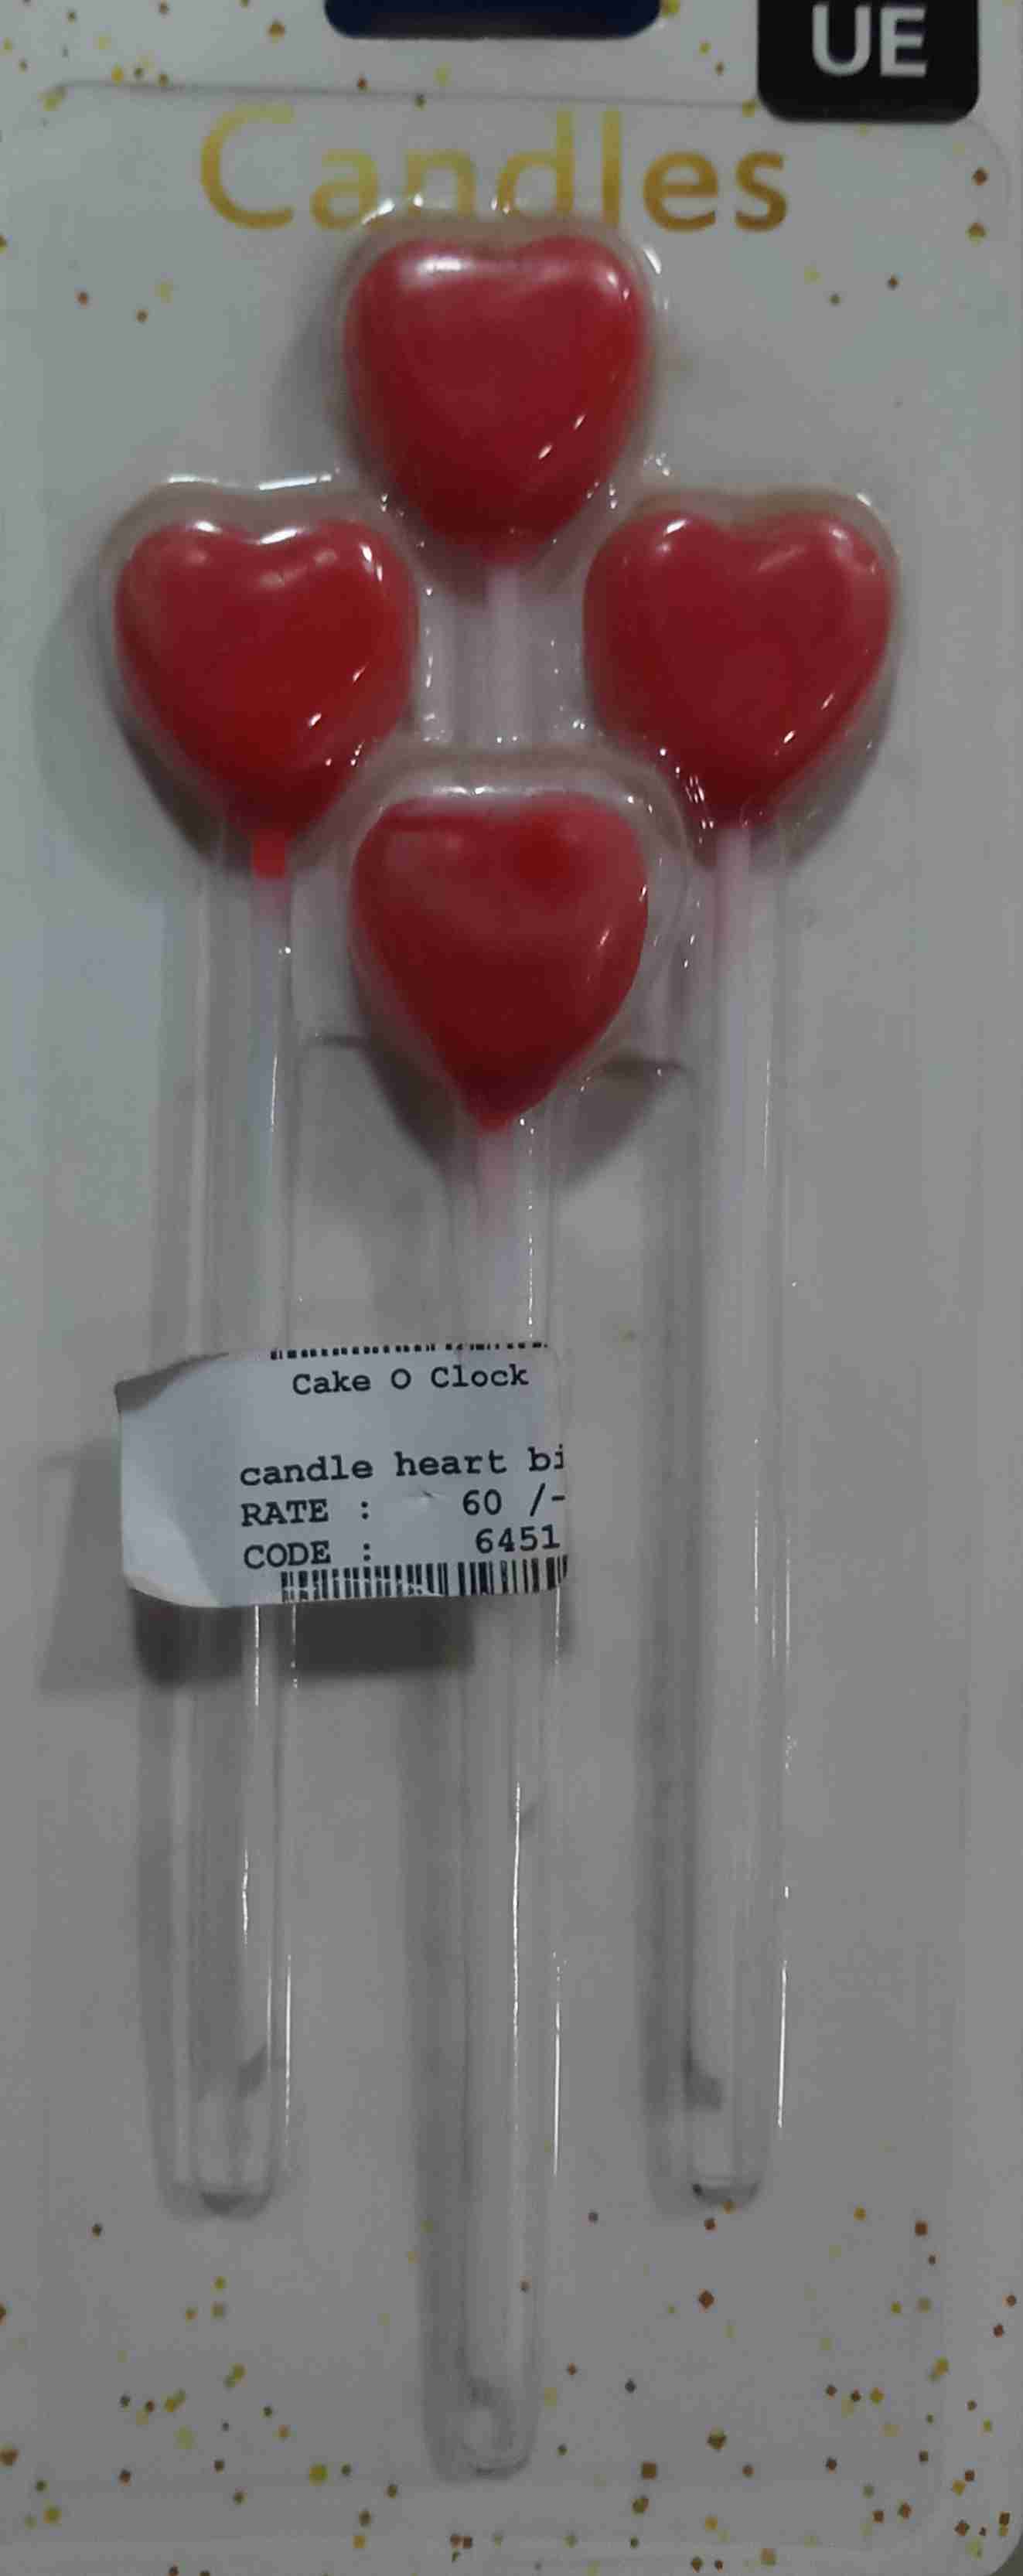 UE
Candles
Cake O Clock
candle heart bi
RATE : 60 /-
CODE : 6451